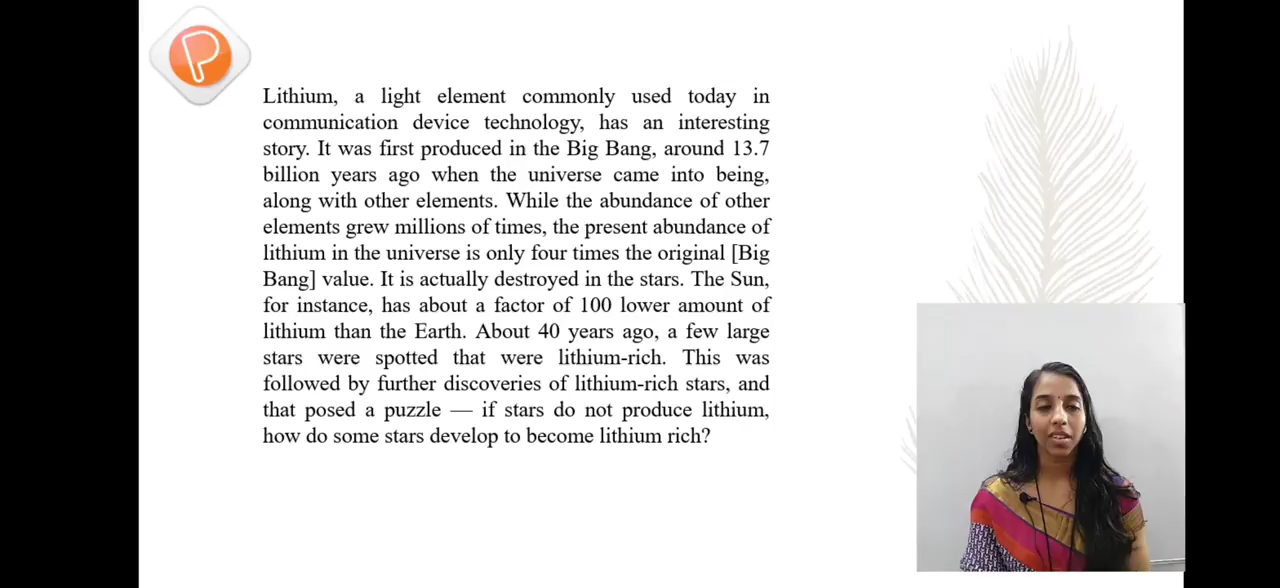 P
Lithium, a light element commonly used today in
communication device technology, has an interesting
story. It was first produced in the Big Bang, around 13.7
billion years ago when the universe came into being,
along with other elements. While the abundance of other
elements grew millions of times, the present abundance of
lithium in the universe is only four times the original [Big
Bang] value. It is actually destroyed in the stars. The Sun,
for instance, has about a factor of 100 lower amount of
lithium than the Earth. About 40 years ago, a few large
stars were spotted that were lithium-rich. This was
followed by further discoveries of lithium-rich stars, and
that posed a puzzle — if stars do not produce lithium,
how do some stars develop to become lithium rich?